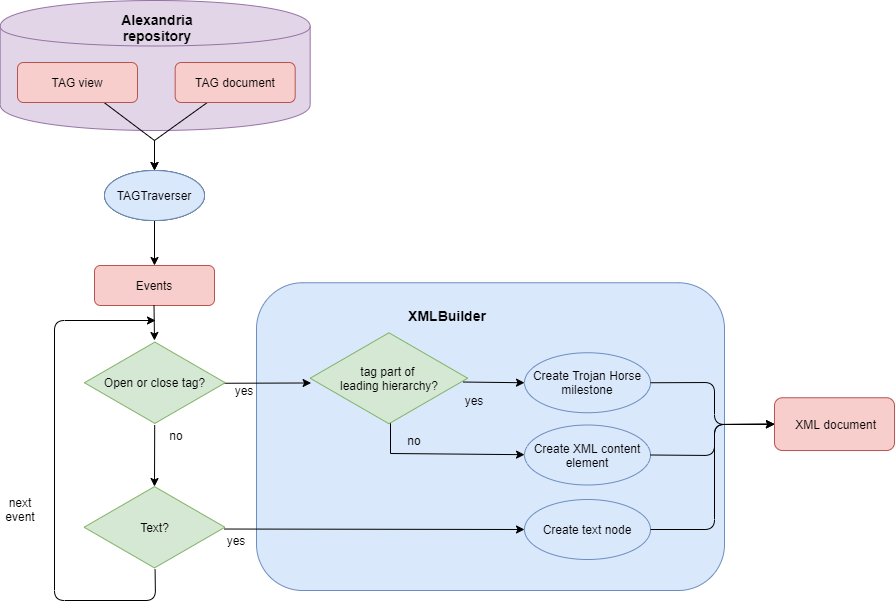 Alexandria
repository
TAG view
TAG document
TAGTraverser
Events
XMLBuilder
Open or close tag?
yes
tag part of
leading hierarchy?
yes
Create Trojan Horse
milestone
no
no
Create XML content
element
XML document
next
event
Text?
yes
Create text node